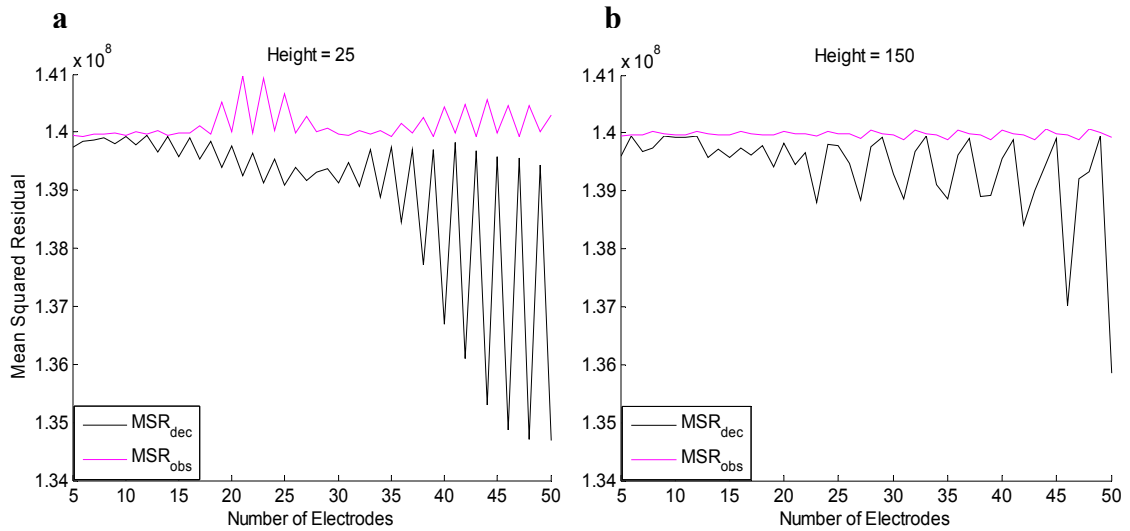 a
Height = 25
x 10^8
1.41
1.4
1.39
1.38
1.37
1.36
1.35
1.34
Mean Squared Residual
MSR_dec
MSR_obs
5 10 15 20 25 30 35 40 45 50
Number of Electrodes
b
Height = 150
x 10^8
1.41
1.4
1.39
1.38
1.37
1.36
1.35
1.34
MSR_dec
MSR_obs
5 10 15 20 25 30 35 40 45 50
Number of Electrodes